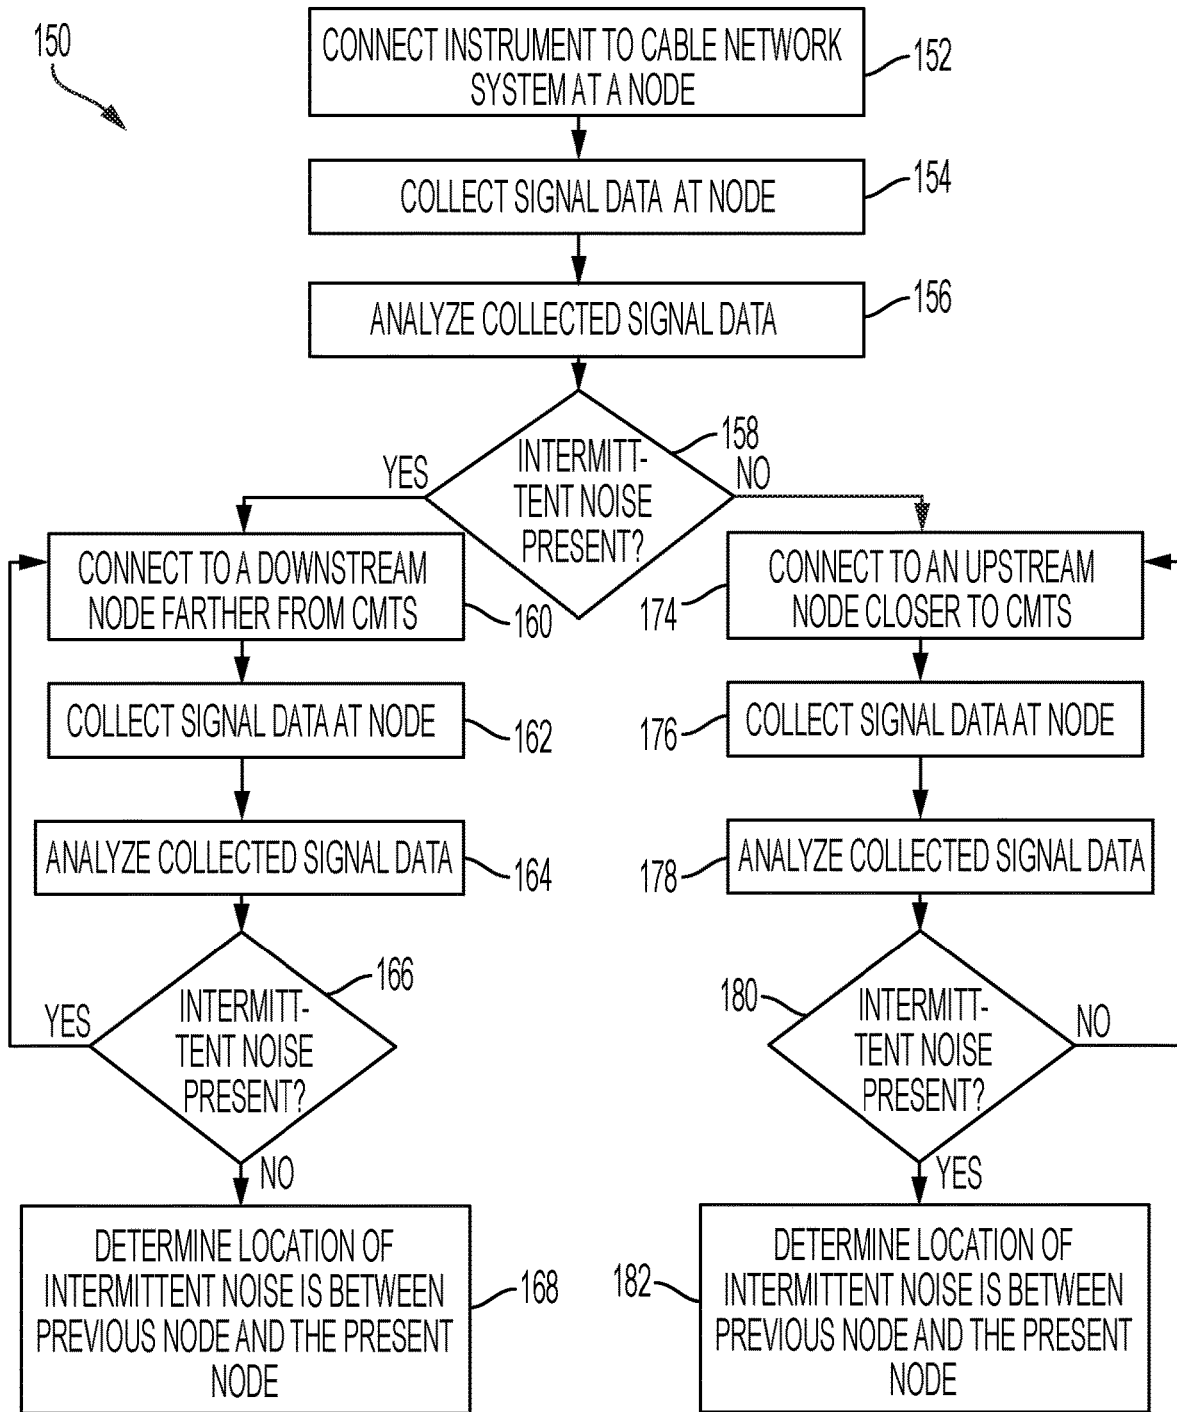 150
CONNECT INSTRUMENT TO CABLE NETWORK
SYSTEM AT A NODE
152
COLLECT SIGNAL DATA AT NODE
154
ANALYZE COLLECTED SIGNAL DATA
156
INTERMITT-
TENT NOISE
PRESENT?
158
YES
NO
CONNECT TO A DOWNSTREAM
NODE FARTHER FROM CMTS
160
COLLECT SIGNAL DATA AT NODE
162
ANALYZE COLLECTED SIGNAL DATA
164
INTERMITT-
TENT NOISE
PRESENT?
166
YES
NO
DETERMINE LOCATION OF
INTERMITTENT NOISE IS BETWEEN
PREVIOUS NODE AND THE PRESENT
NODE
168
CONNECT TO AN UPSTREAM
NODE CLOSER TO CMTS
174
COLLECT SIGNAL DATA AT NODE
176
ANALYZE COLLECTED SIGNAL DATA
178
INTERMITT-
TENT NOISE
PRESENT?
180
NO
YES
DETERMINE LOCATION OF
INTERMITTENT NOISE IS BETWEEN
PREVIOUS NODE AND THE PRESENT
NODE
182